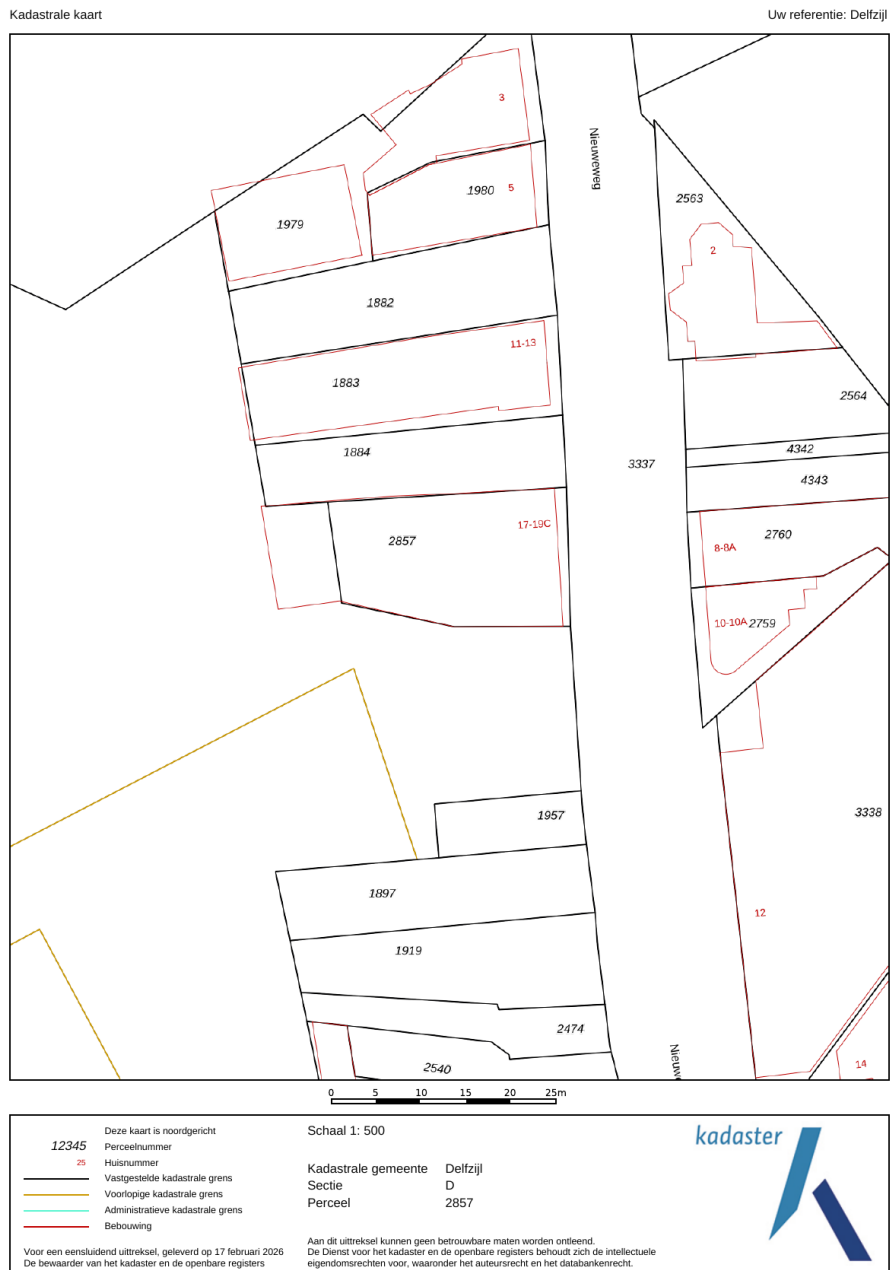 Kadastrale kaart
Uw referentie: Delfzijl
3
Nieuweweg
1980
5
2563
1979
2
1882
11-13
1883
2564
1884
4342
3337
4343
17-19C
2857
2760
8-8A
10-10A
2759
1957
3338
1897
12
1919
2474
Nieuw
2540
14
0 5 10 15 20 25m
Deze kaart is noordgericht
12345 Perceelnummer
25 Huisnummer
Vastgestelde kadastrale grens
Voorlopige kadastrale grens
Administratieve kadastrale grens
Bebouwing
Voor een eensluidend uittreksel, geleverd op 17 februari 2026
De bewaarder van het kadaster en de openbare registers
Schaal 1: 500
Kadastrale gemeente Delfzijl
Sectie D
Perceel 2857
Aan dit uittreksel kunnen geen betrouwbare maten worden ontleend.
De Dienst voor het kadaster en de openbare registers behoudt zich de intellectuele
eigendomsrechten voor, waaronder het auteursrecht en het databankenrecht.
kadaster